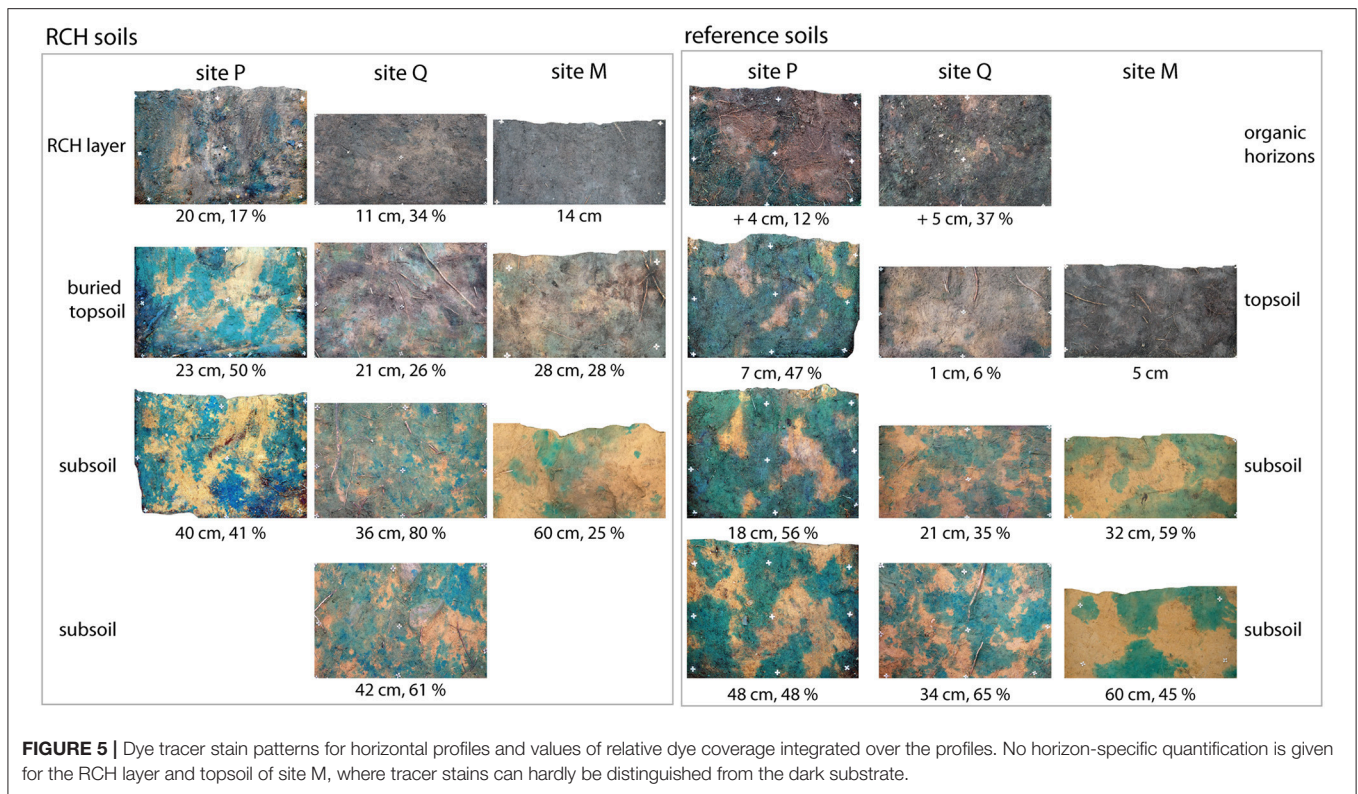 RCH soils
site P site Q site M
RCH layer
20 cm, 17 % 11 cm, 34 % 14 cm
buried
topsoil
23 cm, 50 % 21 cm, 26 % 28 cm, 28 %
subsoil
40 cm, 41 % 36 cm, 80 % 60 cm, 25 %
subsoil
42 cm, 61 %
reference soils
site P site Q site M
organic
horizons
+ 4 cm, 12 % + 5 cm, 37 %
topsoil
7 cm, 47 % 1 cm, 6 % 5 cm
subsoil
18 cm, 56 % 21 cm, 35 % 32 cm, 59 %
subsoil
48 cm, 48 % 34 cm, 65 % 60 cm, 45 %
FIGURE 5 | Dye tracer stain patterns for horizontal profiles and values of relative dye coverage integrated over the profiles. No horizon-specific quantification is given
for the RCH layer and topsoil of site M, where tracer stains can hardly be distinguished from the dark substrate.